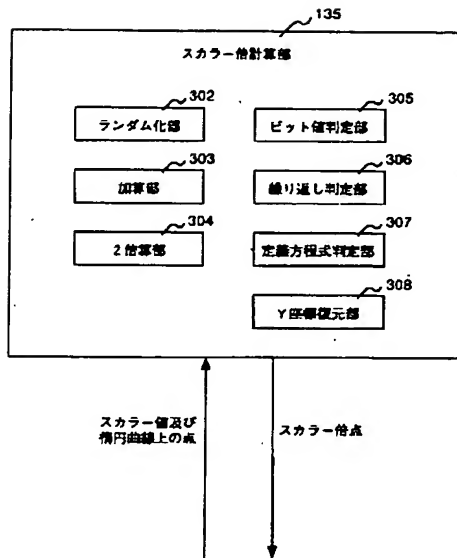 135
スカラー倍計算部
302
ランダム化部
303
加算部
304
2倍算部
305
ビット値判定部
306
繰り返し判定部
307
定義方程式判定部
308
Y座標復元部
スカラー値及び
楕円曲線上の点
スカラー倍点